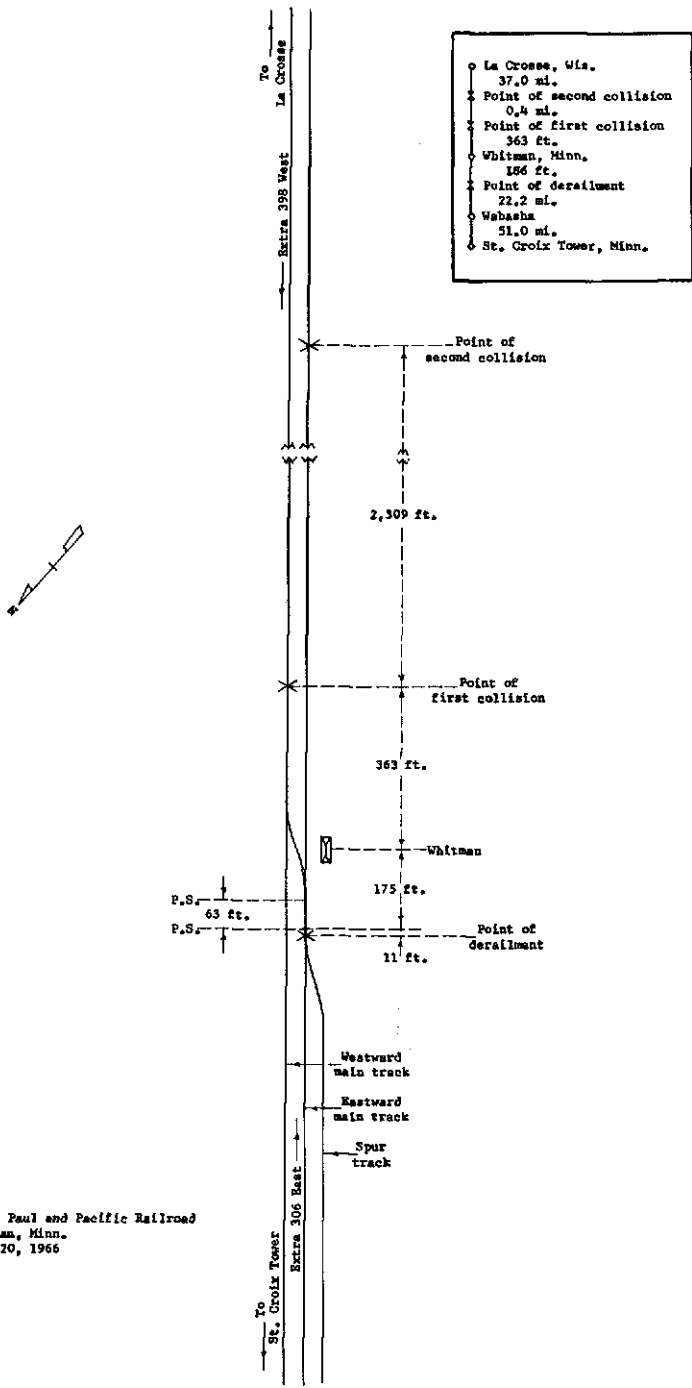 To
La Crosse
Extra 398 West
La Crosse, Wis.
37.0 mi.
Point of second collision
0.4 mi.
Point of first collision
363 ft.
Whitman, Minn.
186 ft.
Point of derailment
22.2 mi.
Wabasha
51.0 mi.
St. Croix Tower, Minn.
Point of
second collision
2,309 ft.
Point of
first collision
363 ft.
Whitman
175 ft.
P.S.
63 ft.
P.S.
Point of
derailment
11 ft.
Westward
main track
Eastward
main track
Spur
track
Extra 306 East
To
St. Croix Tower
Paul and Pacific Railroad
an, Minn.
20, 1966